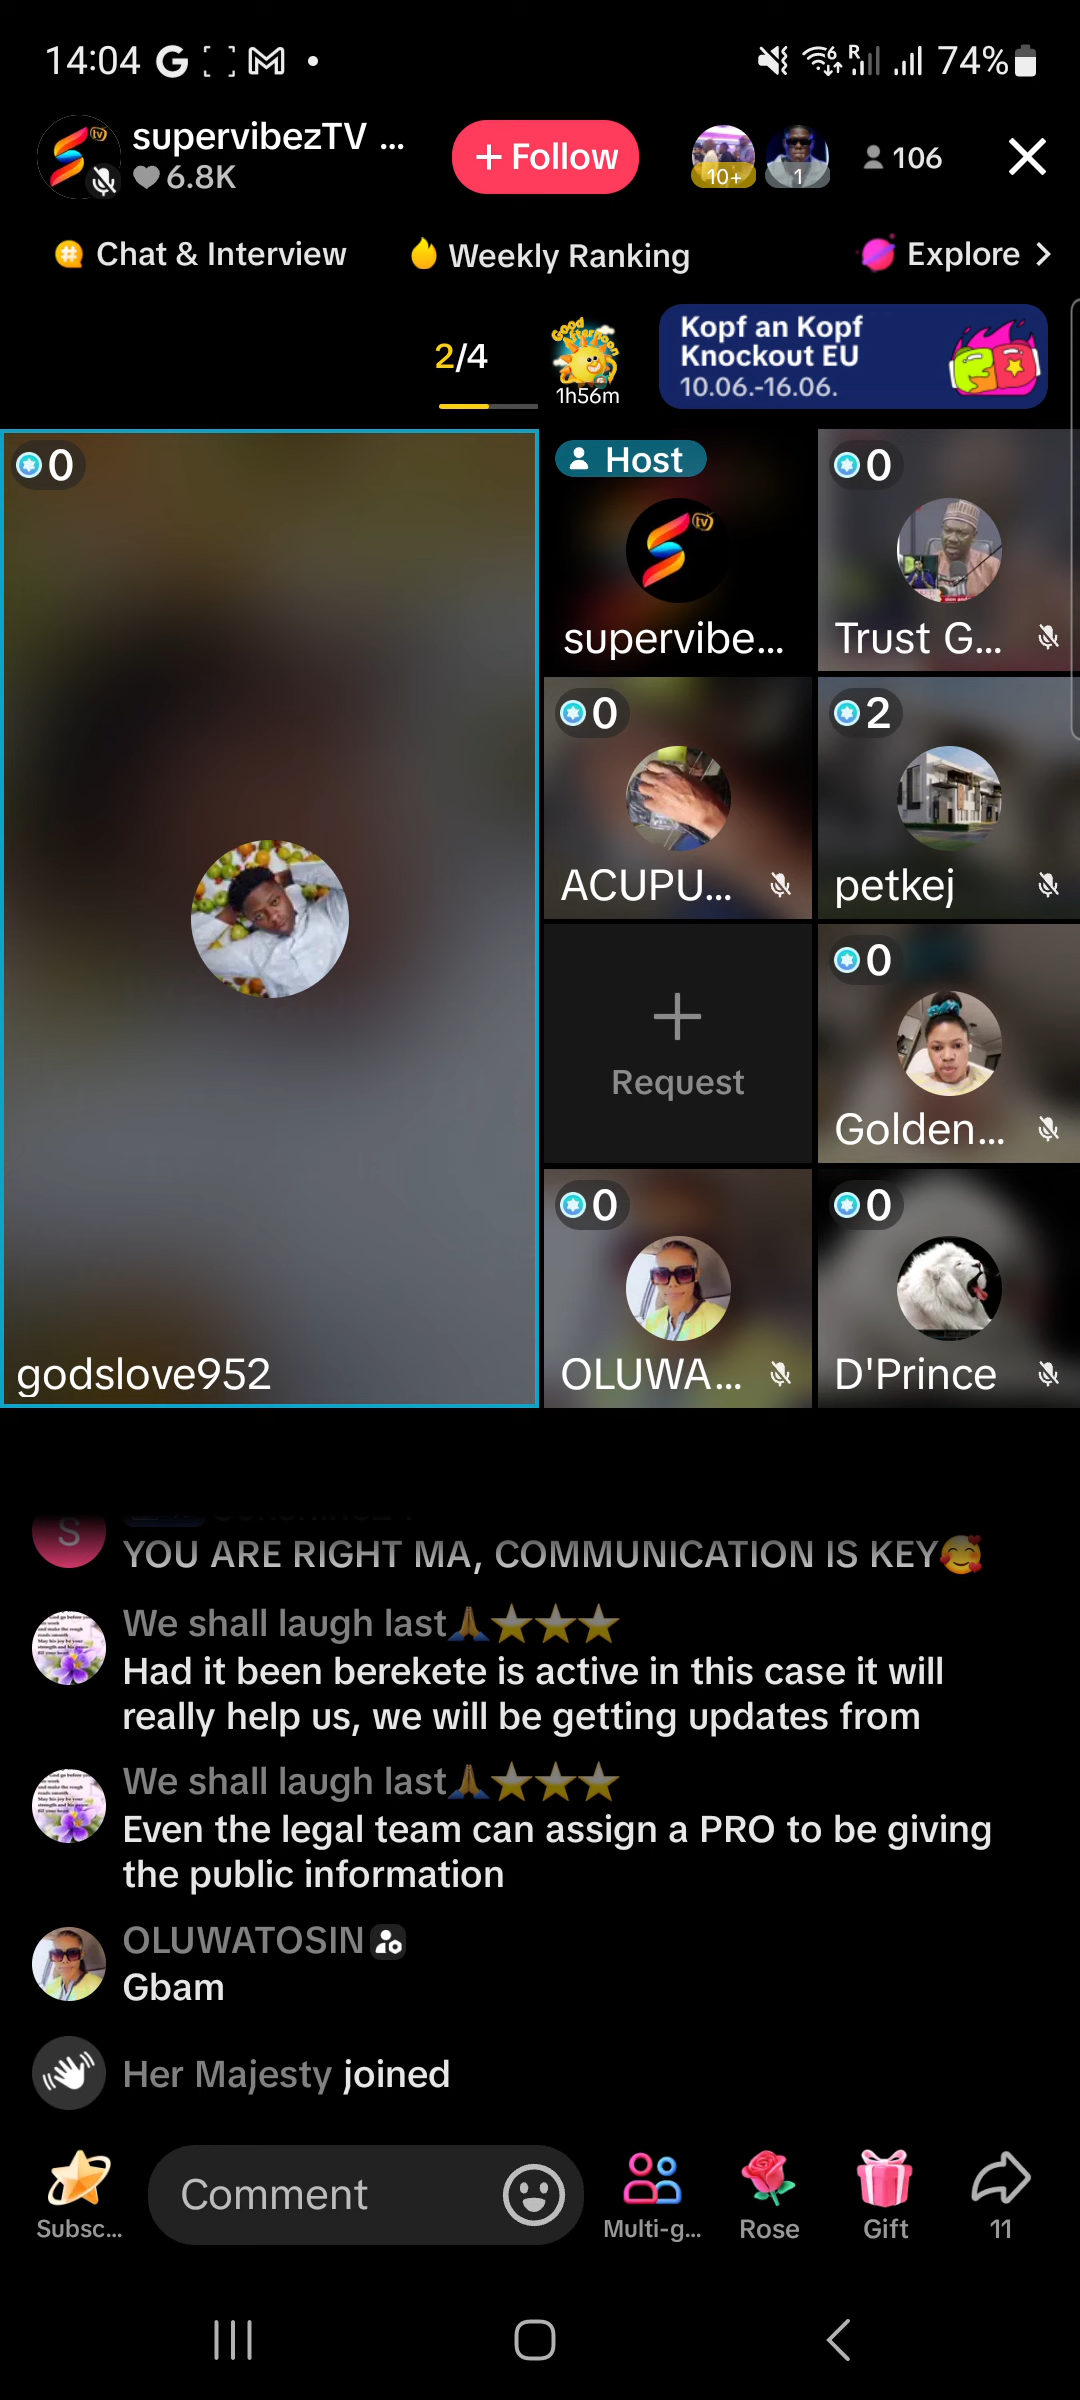 14:04
74%
supervibezTV ...
6.8K
+ Follow
10+
1
106
Chat & Interview
Weekly Ranking
Explore
2/4
Good Afternoon
1h56m
Kopf an Kopf
Knockout EU
10.06.-16.06.
0
Host
0
supervibe...
Trust G...
0
2
ACUPU...
petkej
0
Request
Golden...
0
0
godslove952
OLUWA...
D'Prince
S
YOU ARE RIGHT MA, COMMUNICATION IS KEY🥰
We shall laugh last🙏⭐⭐⭐
Had it been berekete is active in this case it will
really help us, we will be getting updates from
We shall laugh last🙏⭐⭐⭐
Even the legal team can assign a PRO to be giving
the public information
OLUWATOSIN
Gbam
Her Majesty joined
Comment
Subsc...
Multi-g...
Rose
Gift
11